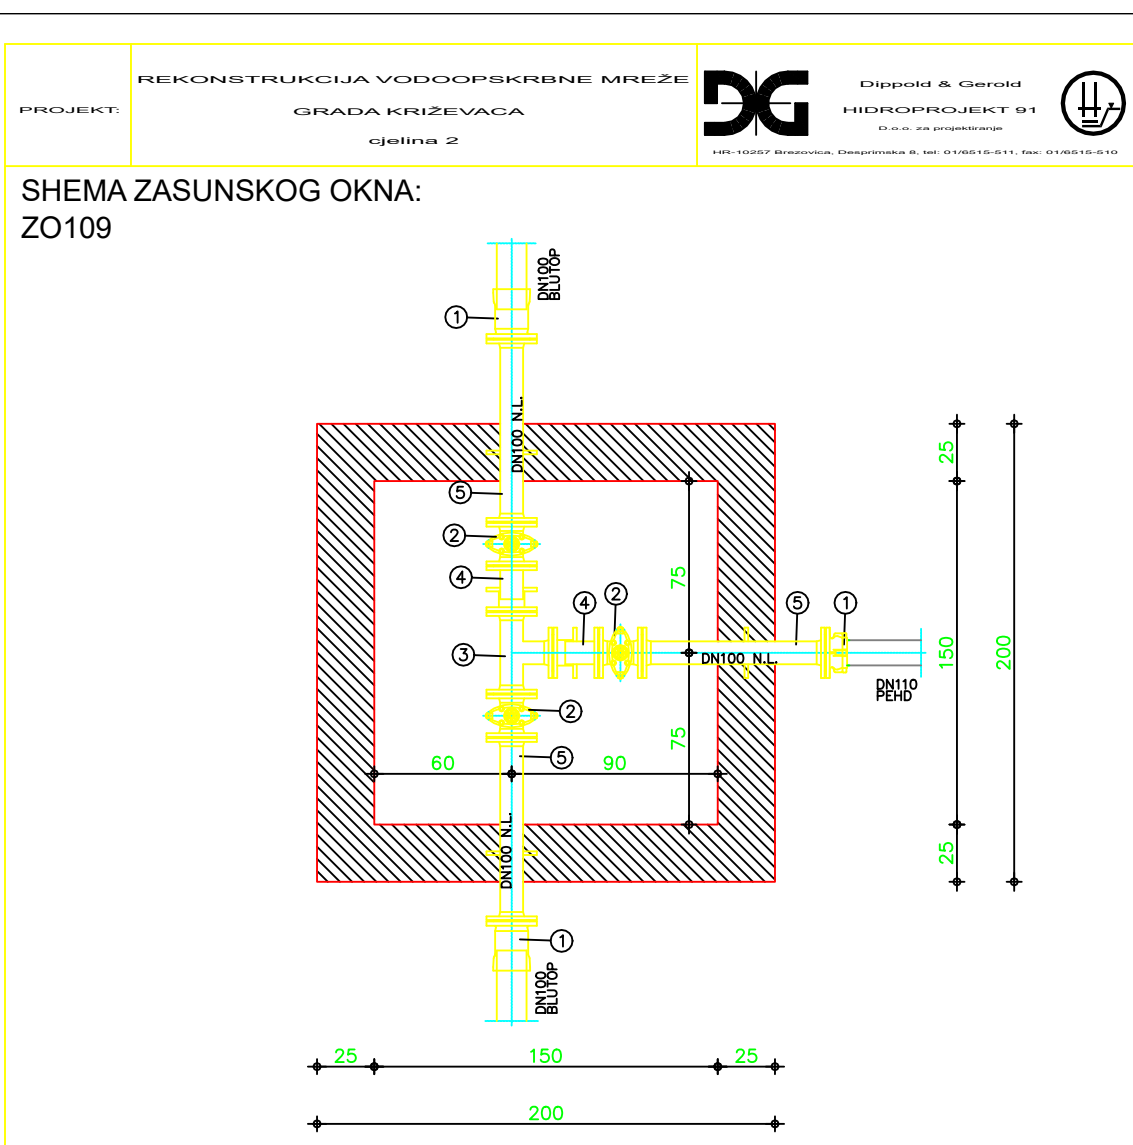 PROJEKT:
REKONSTRUKCIJA VODOOPSKRBNE MREŽE
GRADA KRIŽEVACA
cjelina 2
DG
Dippold & Gerold
HIDROPROJEKT 91
D.o.o. za projektiranje
HR-10257 Brezovica, Desprimska 8, tel: 01/6515-511, fax: 01/6515-510
SHEMA ZASUNSKOG OKNA:
ZO109
DN100
BLUTOP
1
DN100 N.L.
25
5
2
4
75
4
2
5
1
3
DN100 N.L.
150
200
DN110
PEHD
2
75
5
60
90
DN100 N.L.
25
1
DN100
BLUTOP
25
150
25
200